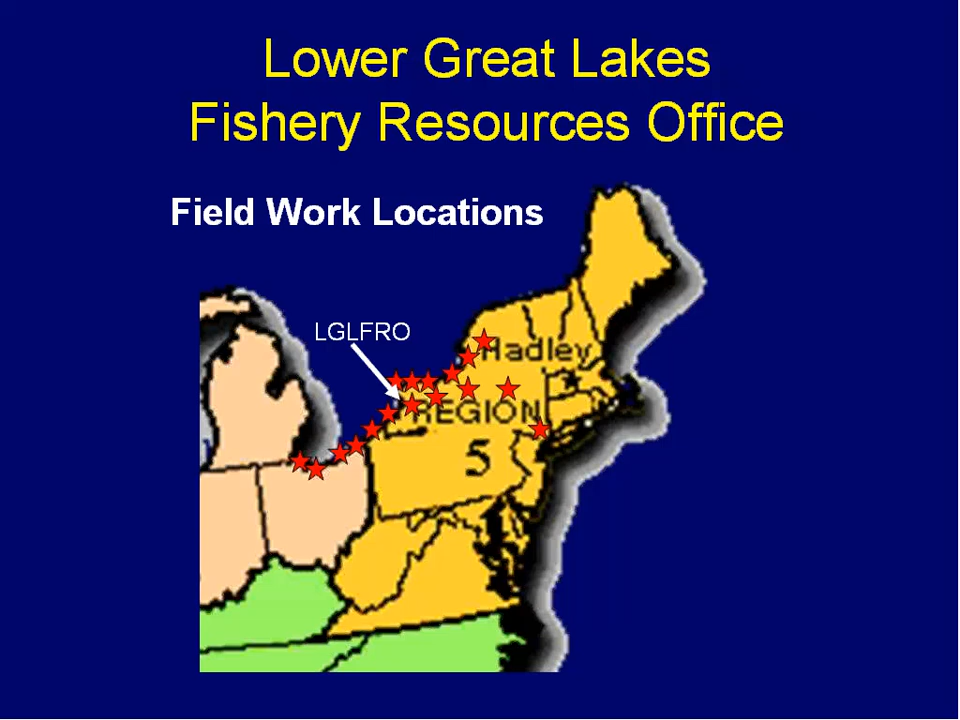 Lower Great Lakes
Fishery Resources Office
Field Work Locations
LGLFRO
Hadley
REGION
5